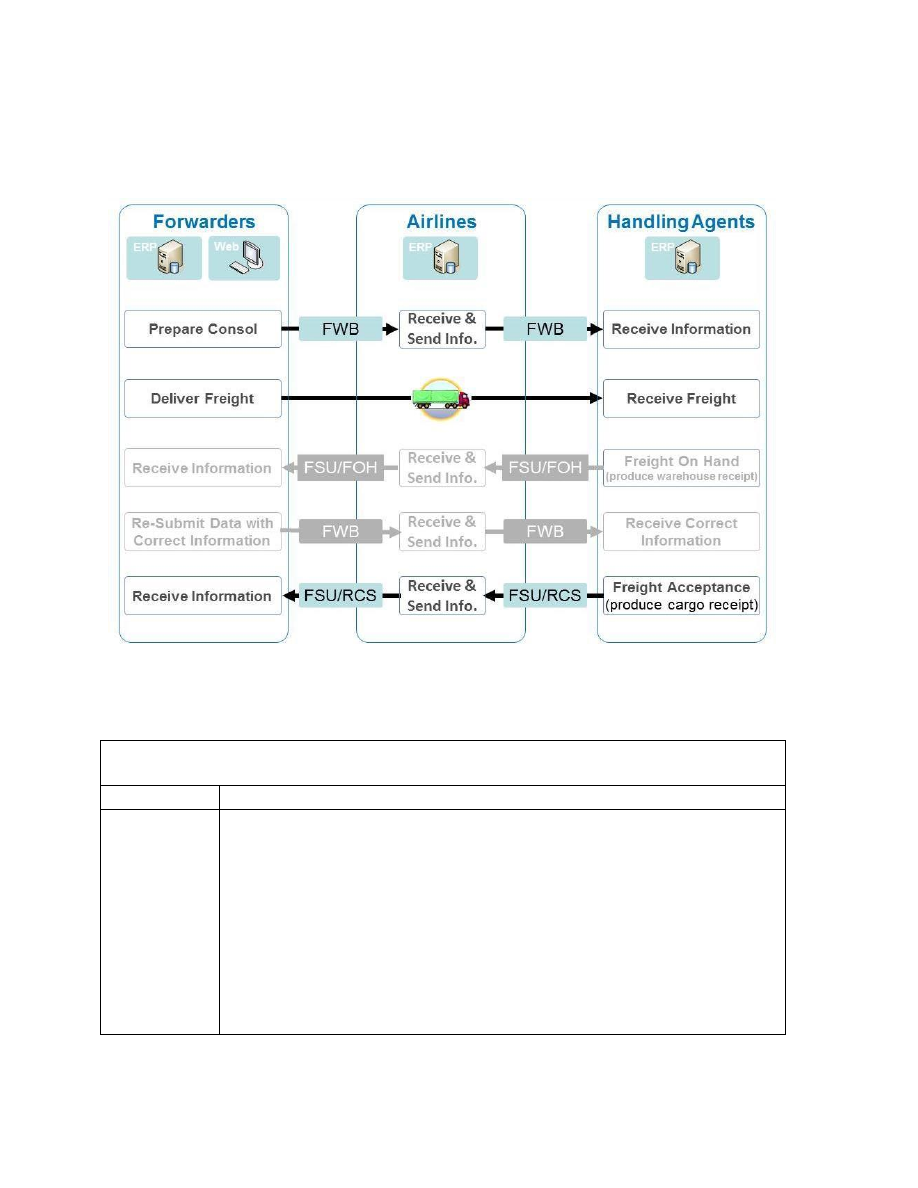 Forwarders
Airlines
Handling Agents
ERP
Web
ERP
ERP
Prepare Consol
FWB
Receive &
Send Info.
FWB
Receive Information
Deliver Freight
Receive Freight
Receive Information
FSU/FOH
Receive &
Send Info.
FSU/FOH
Freight On Hand
(produce warehouse receipt)
Re-Submit Data with
Correct Information
FWB
Receive &
Send Info.
FWB
Receive Correct
Information
Receive Information
FSU/RCS
Receive &
Send Info.
FSU/RCS
Freight Acceptance
(produce cargo receipt)